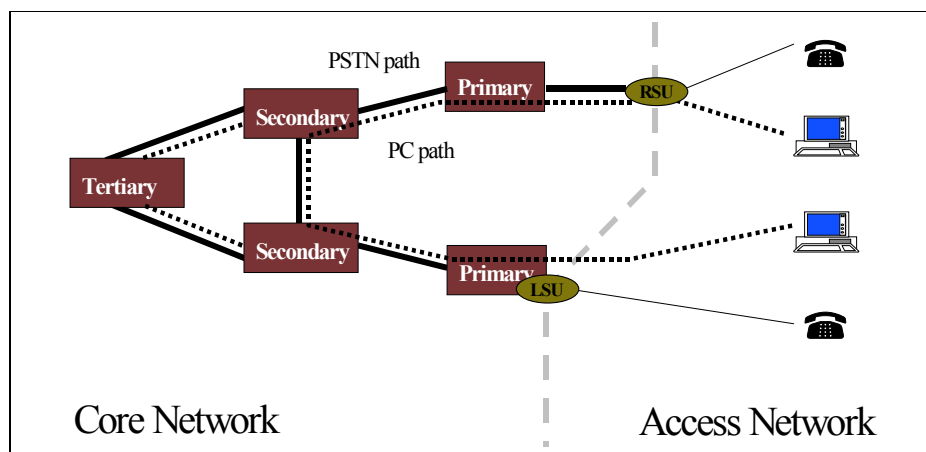 PSTN path
Primary
RSU
Secondary
PC path
Tertiary
Secondary
Primary
LSU
Core Network
Access Network